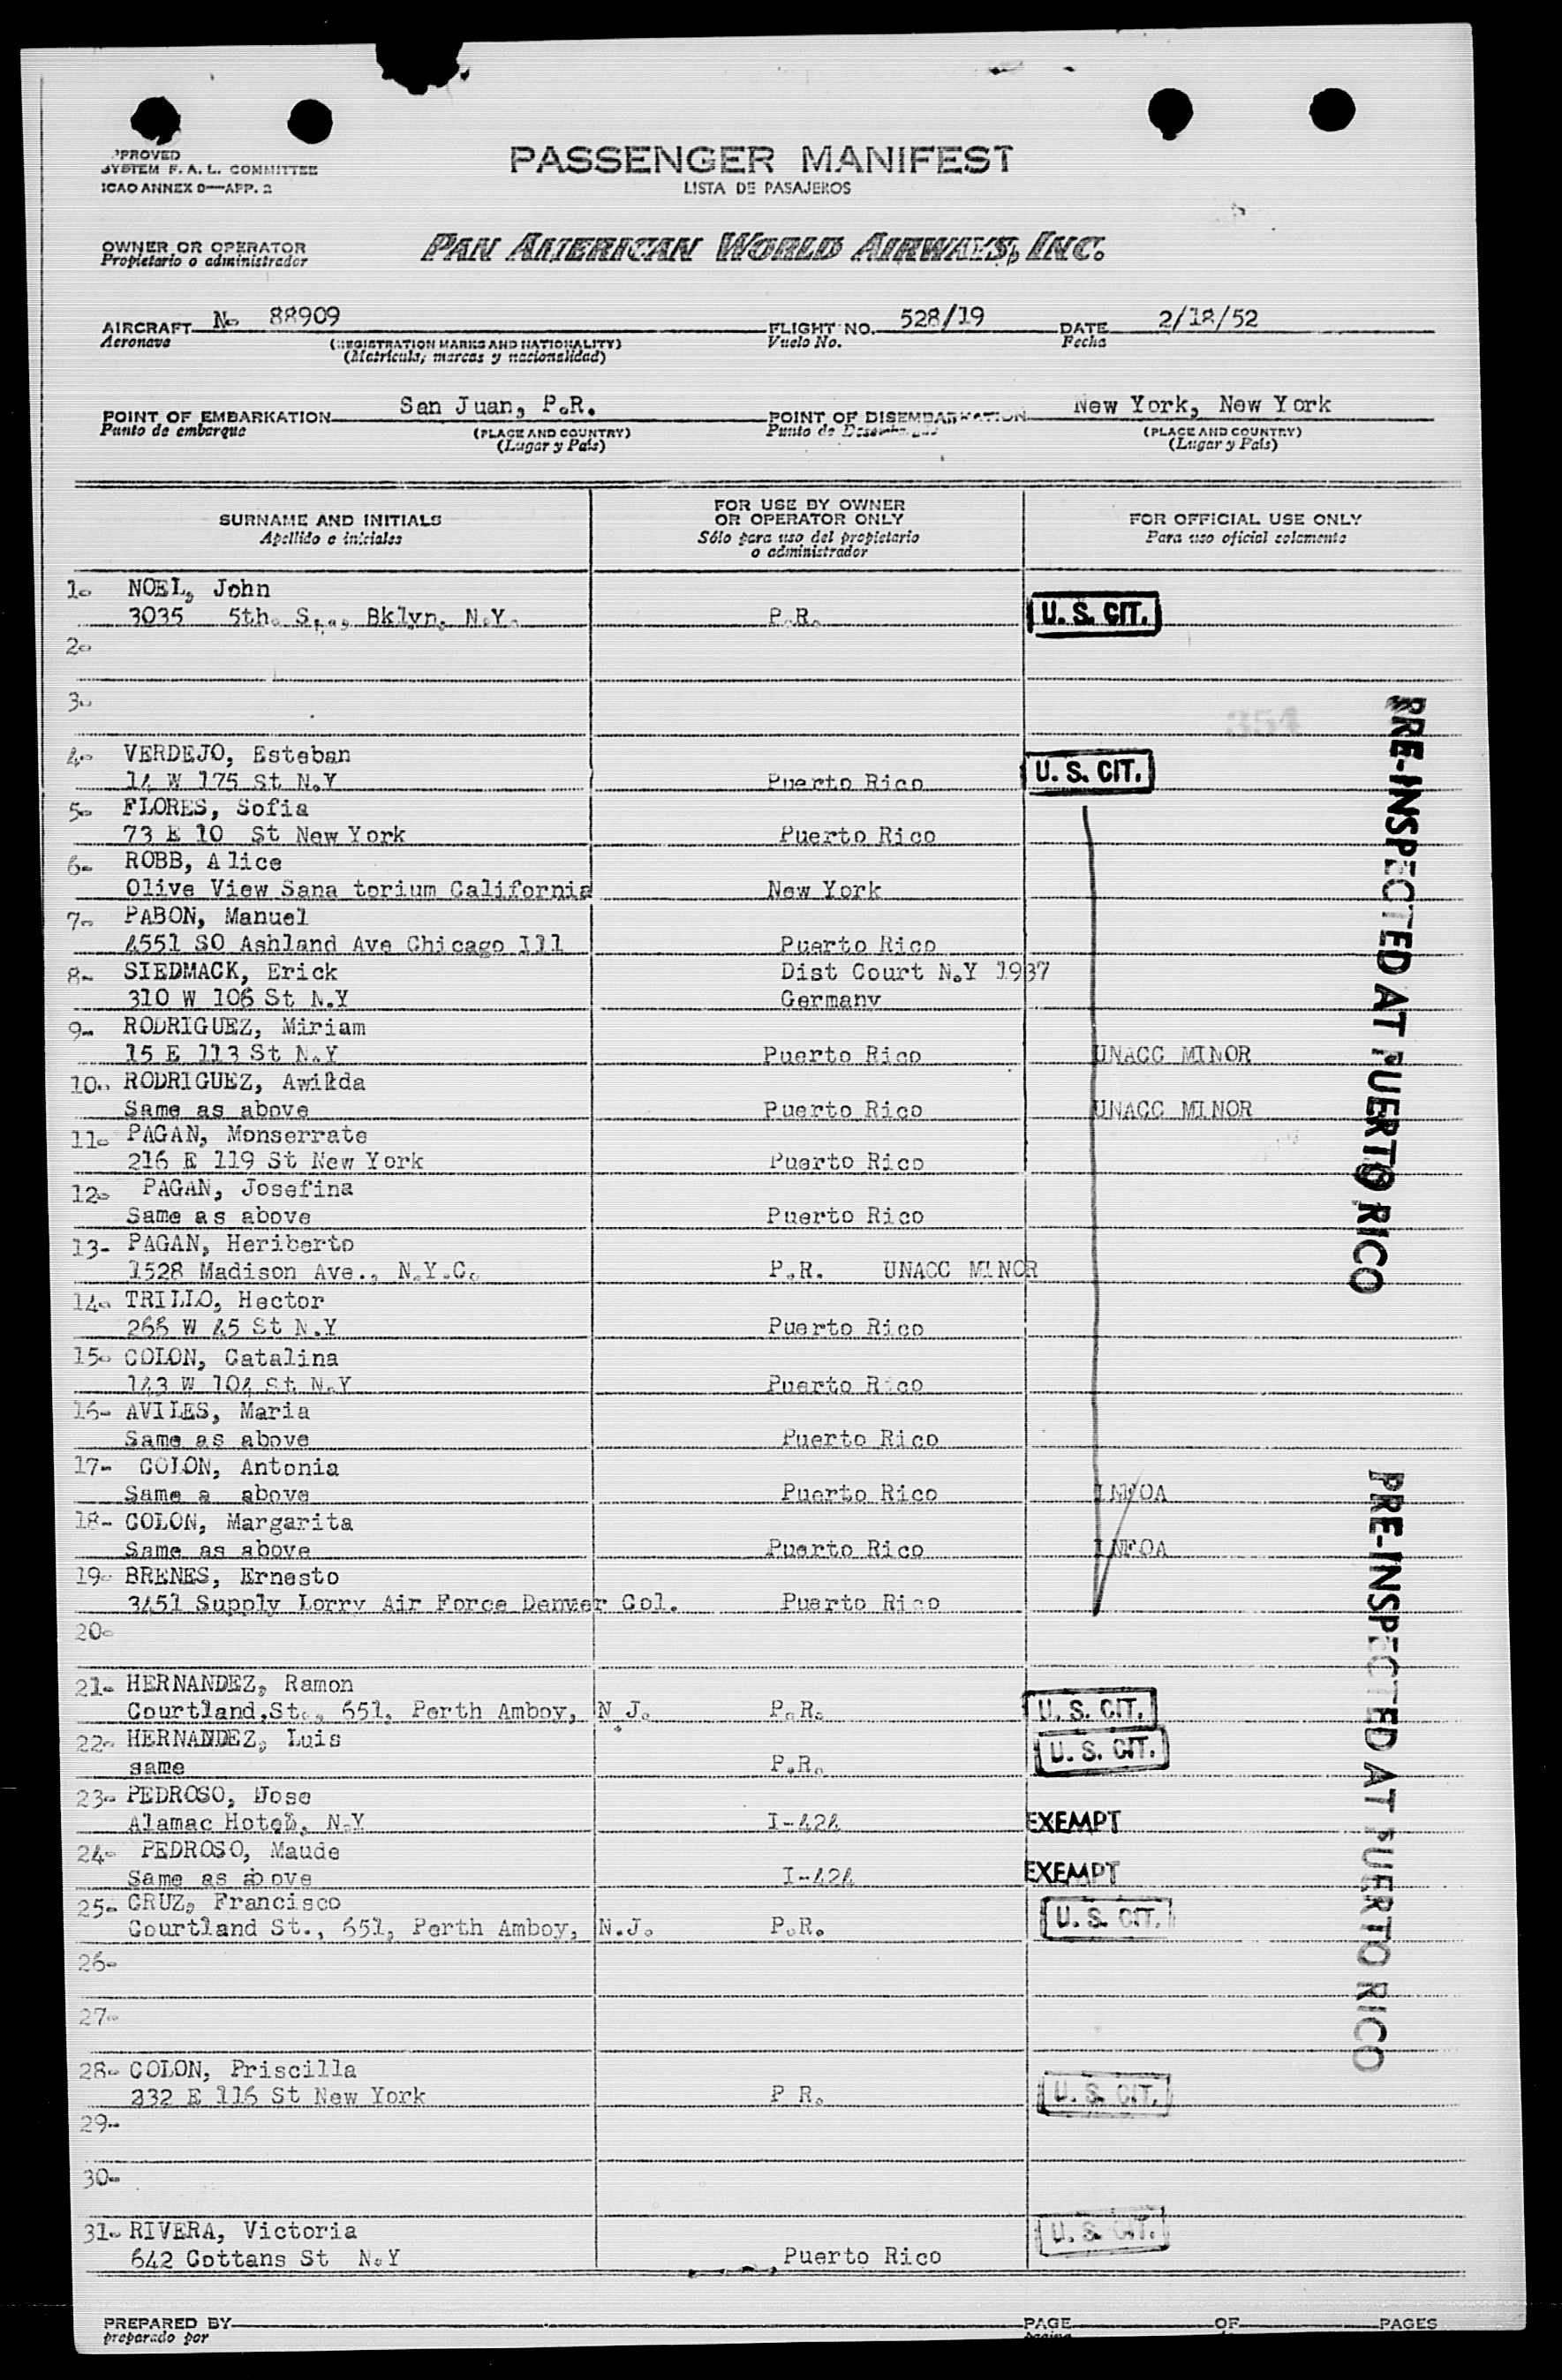 PPROVED
SYSTEM F. A. L. COMMITTEE
ICAO ANNEX 9—APP. 2
PASSENGER MANIFEST
LISTA DE PASAJEROS
OWNER OR OPERATOR
Propietario o administrador
PAN AMERICAN WORLD AIRWAYS, INC.
AIRCRAFT No 88909 FLIGHT NO. 528/19 DATE 2/18/52
Aeronave (REGISTRATION MARKS AND NATIONALITY) Vuelo No. Fecha
(Matrícula, marcas y nacionalidad)
POINT OF EMBARKATION San Juan, P.R. POINT OF DISEMBARKATION New York, New York
Punto de embarque (PLACE AND COUNTRY) Punto de Desembarque (PLACE AND COUNTRY)
(Lugar y País) (Lugar y País)
SURNAME AND INITIALS
Apellido e iniciales
FOR USE BY OWNER
OR OPERATOR ONLY
Sólo para uso del propietario
o administrador
FOR OFFICIAL USE ONLY
Para uso oficial solamente
1. NOEL, John
3035 5th. S Bklyn, N.Y. P.R. U. S. CIT.
2.
3.
354
4. VERDEJO, Esteban
14 W 175 St N.Y Puerto Rico U. S. CIT.
5. FLORES, Sofia
73 E 10 St New York Puerto Rico
6- ROBB, Alice
Olive View Sana torium California New York
7- PABON, Manuel
4551 SO Ashland Ave Chicago Ill Puerto Rico
8- SIEDMACK, Erick Dist Court N.Y 1937
310 W 106 St N.Y Germany
9- RODRIGUEZ, Miriam
15 E 113 St N.Y Puerto Rico UNACC MINOR
10. RODRIGUEZ, Awilda
Same as above Puerto Rico UNACC MINOR
11. PAGAN, Monserrate
216 E 119 St New York Puerto Rico
12. PAGAN, Josefina
Same as above Puerto Rico
13- PAGAN, Heriberto
1528 Madison Ave., N.Y.C. P.R. UNACC MINOR
14. TRILLO, Hector
266 W 45 St N.Y Puerto Rico
15. COLON, Catalina
143 W 104 St N.Y Puerto Rico
16- AVILES, Maria
Same as above Puerto Rico
17- COLON, Antonia
Same a above Puerto Rico
18- COLON, Margarita
Same as above Puerto Rico
19. BRENES, Ernesto
3451 Supply Lorry Air Force Denver Col. Puerto Rico
20.
21- HERNANDEZ, Ramon
Courtland,St., 651, Perth Amboy, N J. P.R. U. S. CIT.
22- HERNANDEZ, Luis
same P.R. U. S. CIT.
23- PEDROSO, Jose
Alamac Hotel, N.Y I-424 EXEMPT
24- PEDROSO, Maude
Same as above I-424 EXEMPT
25- CRUZ, Francisco
Courtland St., 651, Perth Amboy, N.J. P.R. U. S. CIT.
26-
27-
28- COLON, Priscilla
232 E 116 St New York P R. U. S. CIT.
29-
30-
31- RIVERA, Victoria
642 Cottans St N.Y Puerto Rico U. S. CIT.
PRE-INSPECTED AT PUERTO RICO
PRE-INSPECTED AT PUERTO RICO
PREPARED BY PAGE OF PAGES
preparado por